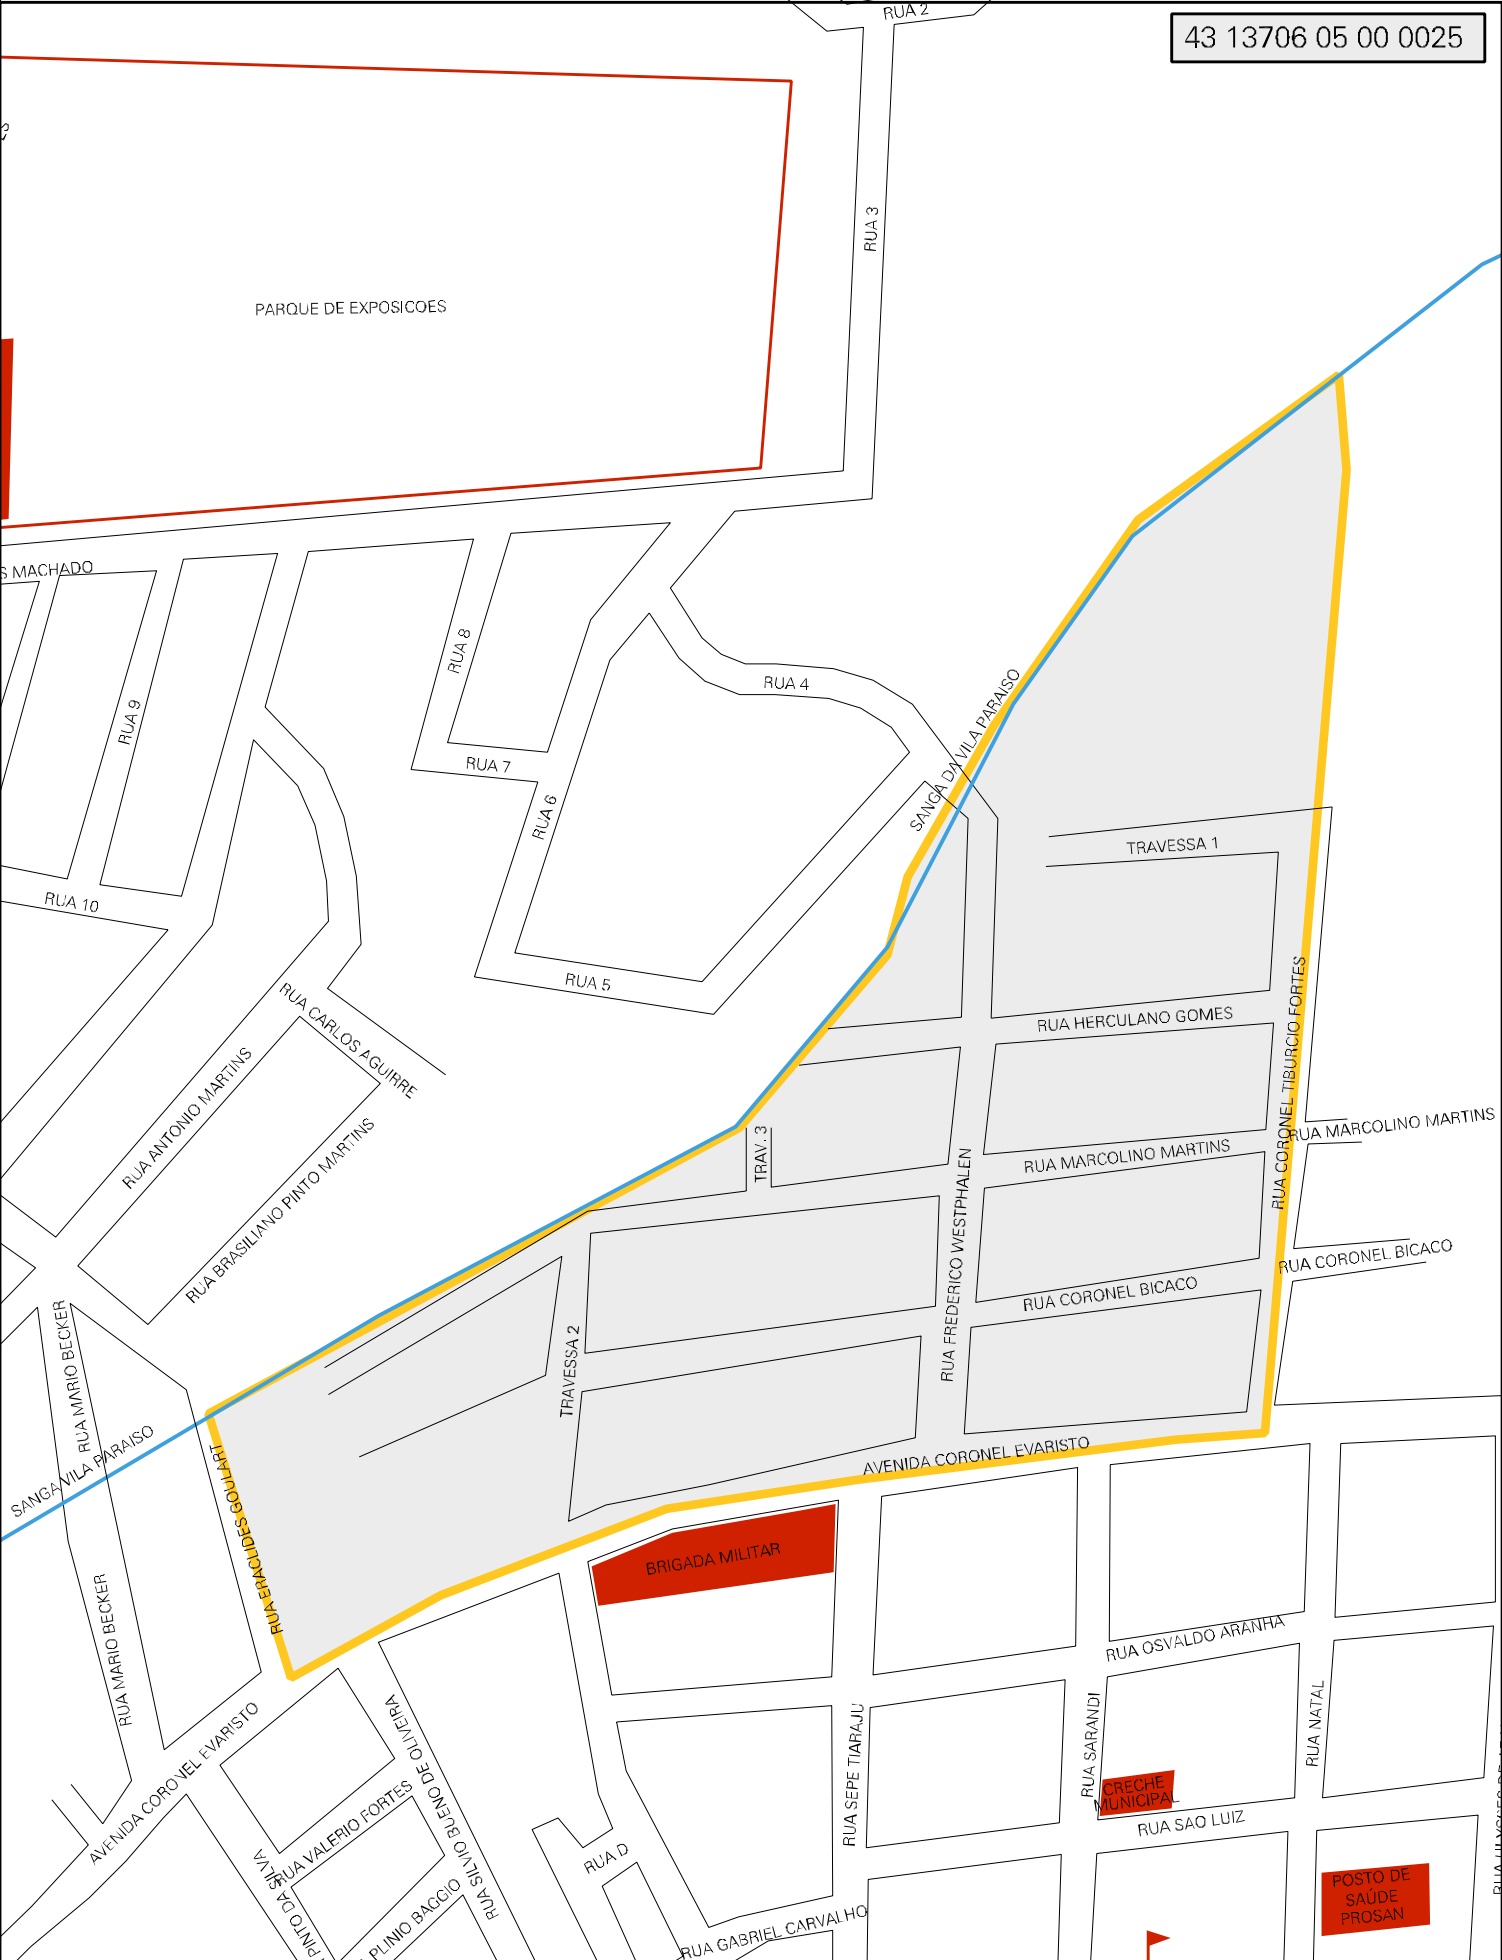 RUA 2
43 13706 05 00 0025
RUA 3
PARQUE DE EXPOSICOES
S MACHADO
RUA 8
RUA 4
RUA 9
RUA 7
SANGA DA VILA PARAISO
RUA 6
TRAVESSA 1
RUA 10
RUA 5
RUA CARLOS AGUIRRE
RUA HERCULANO GOMES
RUA CORONEL TIBURCIO FORTES
RUA ANTONIO MARTINS
RUA MARCOLINO MARTINS
TRAV. 3
RUA MARCOLINO MARTINS
RUA BRASILIANO PINTO MARTINS
RUA FREDERICO WESTPHALEN
RUA CORONEL BICACO
RUA CORONEL BICACO
RUA MARIO BECKER
TRAVESSA 2
SANGA VILA PARAISO
AVENIDA CORONEL EVARISTO
RUA ERACLIDES GOULART
BRIGADA MILITAR
RUA MARIO BECKER
RUA OSVALDO ARANHA
AVENIDA CORONEL EVARISTO
RUA SILVIO BUENO DE OLIVEIRA
RUA SEPE TIARAJU
RUA SARANDI
RUA NATAL
CRECHE
MUNICIPAL
RUA SAO LUIZ
RUA VALERIO FORTES
RUA D
PINTO DA SILVA
PLINIO BAGGIO
RUA GABRIEL CARVALHO
POSTO DE
SAÚDE
PROSAN